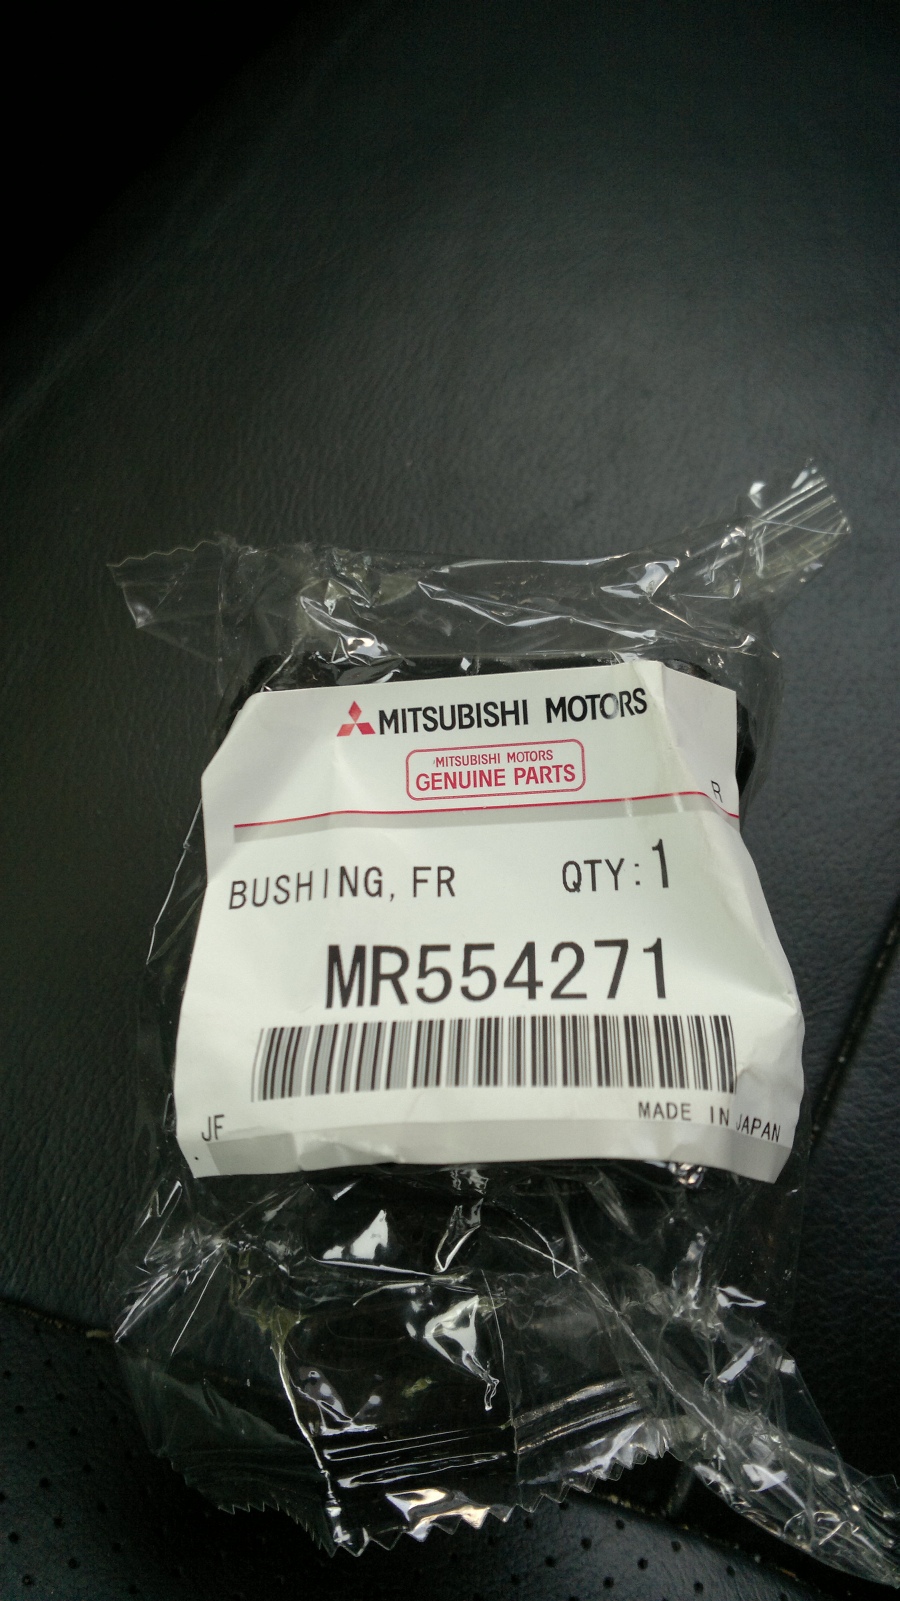 MITSUBISHI MOTORS
MITSUBISHI MOTORS
GENUINE PARTS
R
BUSHING, FR QTY: 1
MR554271
MADE IN JAPAN
JF